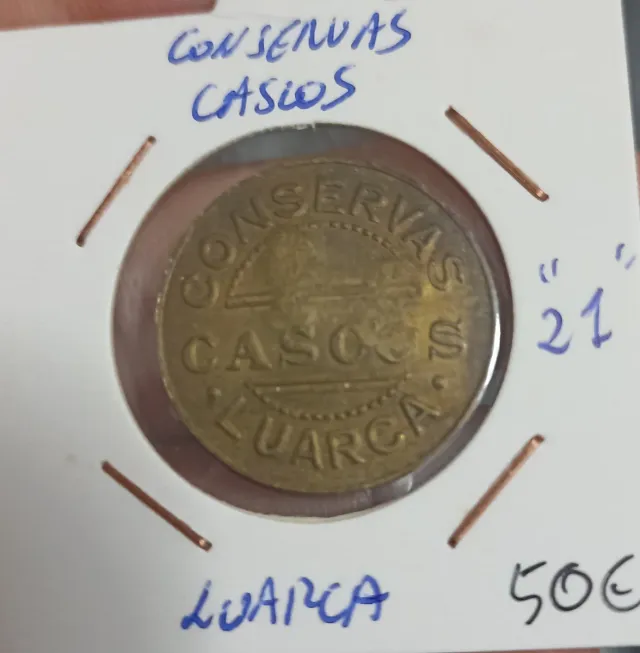 CONSERVAS
CASCOS
CONSERVAS
CASCOS
· LUARCA ·
"21"
LUARCA
50€